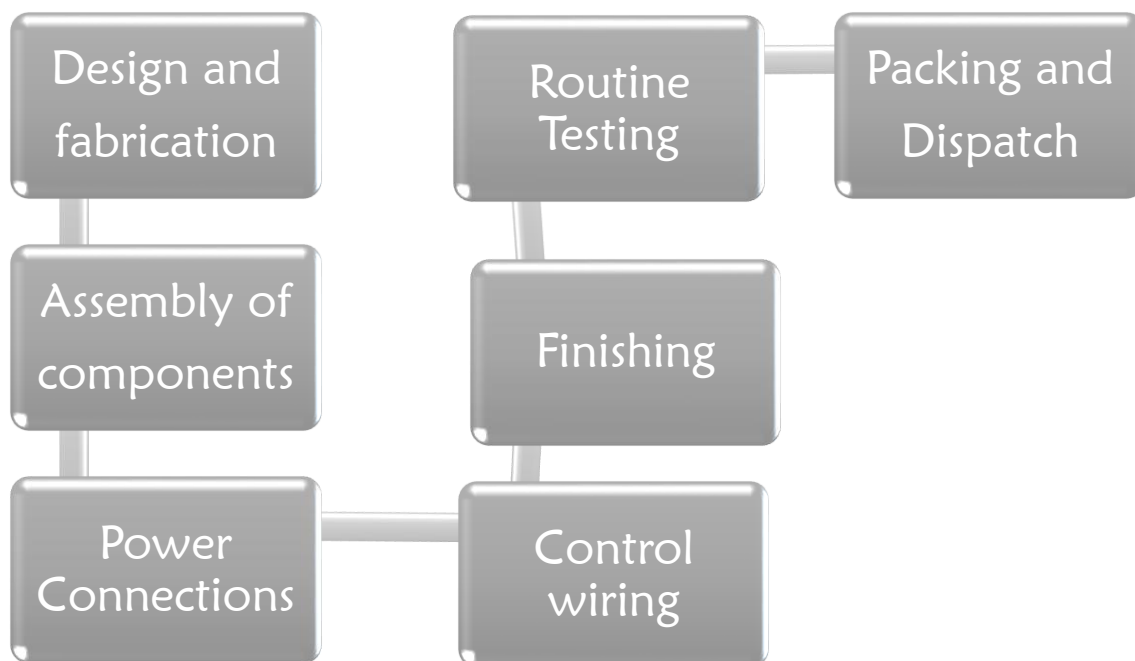 Design and
fabrication
Assembly of
components
Power
Connections
Control
wiring
Finishing
Routine
Testing
Packing and
Dispatch